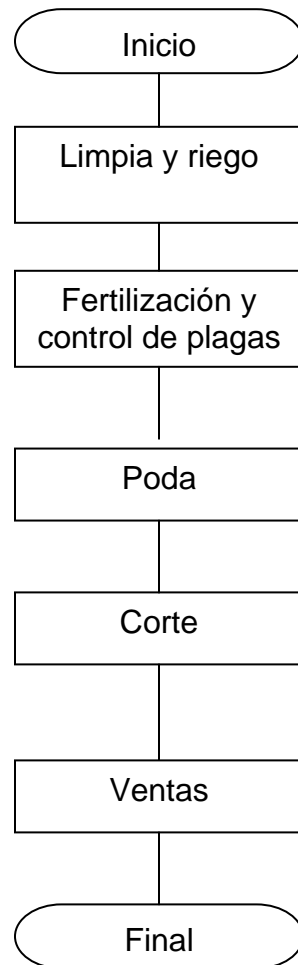 Inicio
Limpia y riego
Fertilización y
control de plagas
Poda
Corte
Ventas
Final